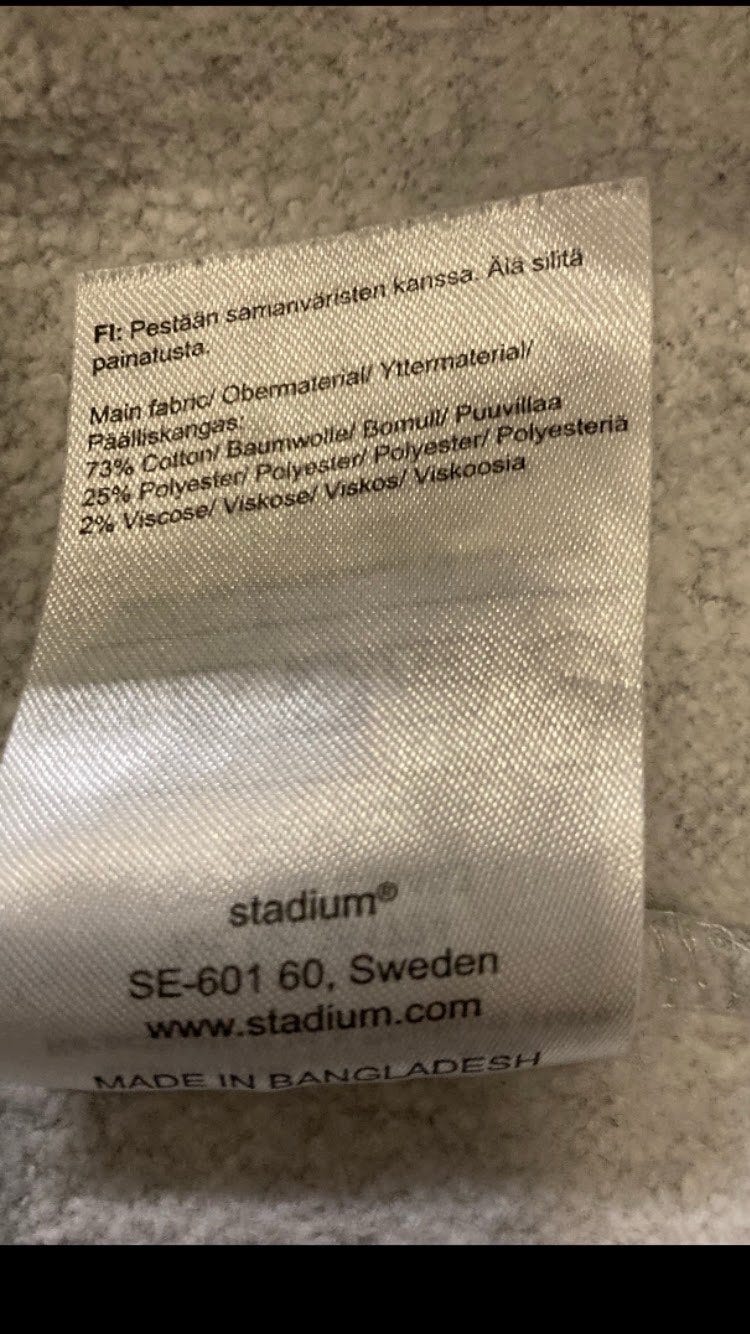 FI: Pestään samanväristen kanssa. Älä silitä
painatusta.
Main fabric/ Obermaterial/ Yttermaterial/
Päälliskangas:
73% Cotton/ Baumwolle/ Bomull/ Puuvillaa
25% Polyester/ Polyester/ Polyester/ Polyesteriä
2% Viscose/ Viskose/ Viskos/ Viskoosia
stadium®
SE-601 60, Sweden
www.stadium.com
MADE IN BANGLADESH